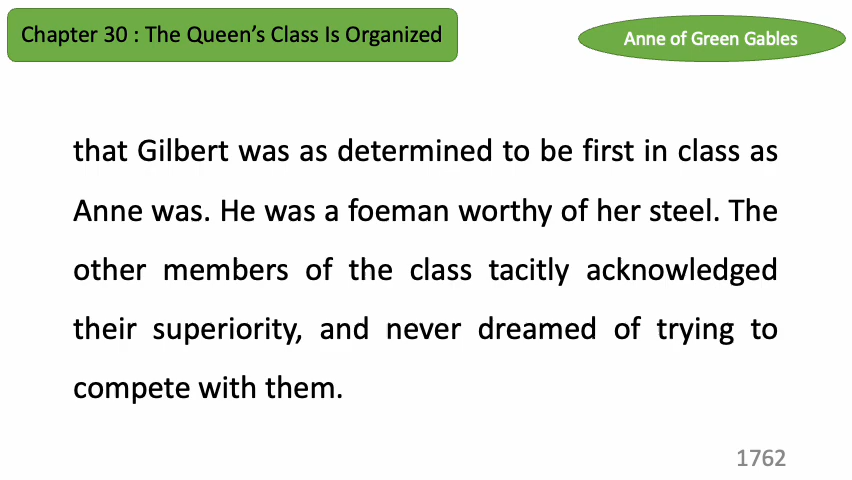 Chapter 30 : The Queen’s Class Is Organized
Anne of Green Gables
that Gilbert was as determined to be first in class as
Anne was. He was a foeman worthy of her steel. The
other members of the class tacitly acknowledged
their superiority, and never dreamed of trying to
compete with them.
1762